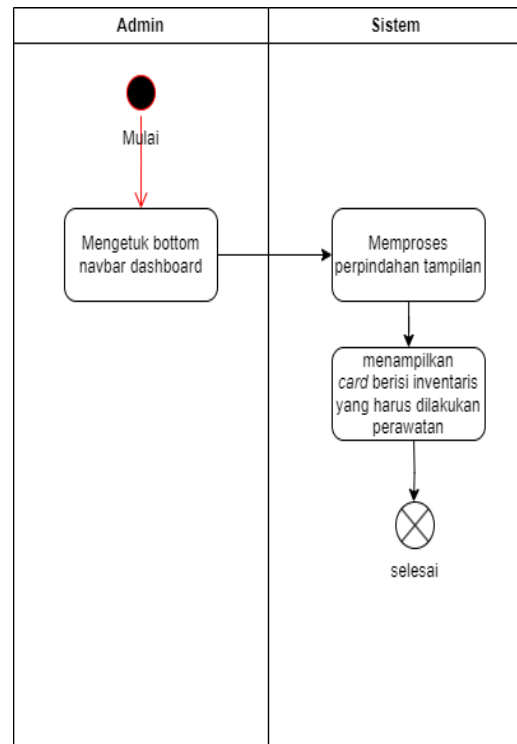 Admin
Sistem
Mulai
Mengetuk bottom
navbar dashboard
Memproses
perpindahan tampilan
menampilkan
card berisi inventaris
yang harus dilakukan
perawatan
selesai